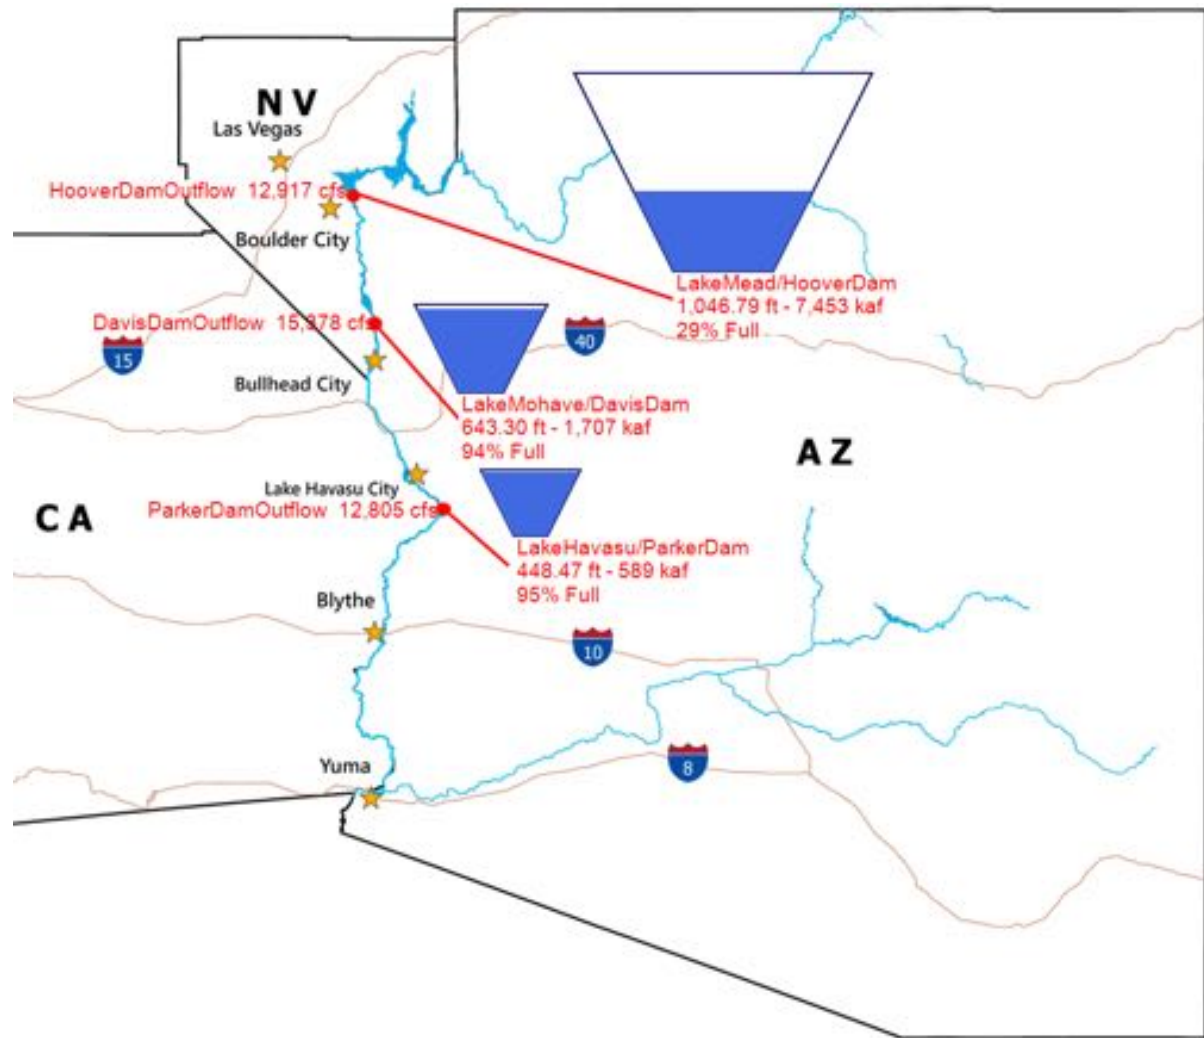 N V
Las Vegas
HooverDamOutflow 12,917 cfs
Boulder City
LakeMead/HooverDam
1,046.79 ft - 7,453 kaf
29% Full
DavisDamOutflow 15,378 cfs
15
40
Bullhead City
LakeMohave/DavisDam
643.30 ft - 1,707 kaf
94% Full
A Z
Lake Havasu City
C A
ParkerDamOutflow 12,805 cfs
LakeHavasu/ParkerDam
448.47 ft - 589 kaf
95% Full
Blythe
10
Yuma
8